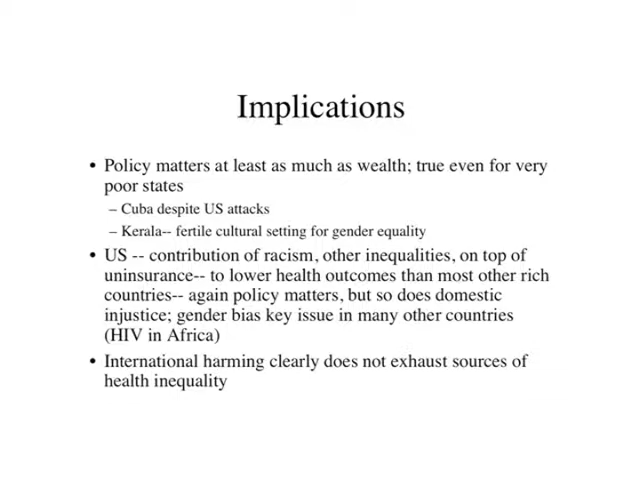 Implications
• Policy matters at least as much as wealth; true even for very
poor states
– Cuba despite US attacks
– Kerala-- fertile cultural setting for gender equality
• US -- contribution of racism, other inequalities, on top of
uninsurance-- to lower health outcomes than most other rich
countries-- again policy matters, but so does domestic
injustice; gender bias key issue in many other countries
(HIV in Africa)
• International harming clearly does not exhaust sources of
health inequality